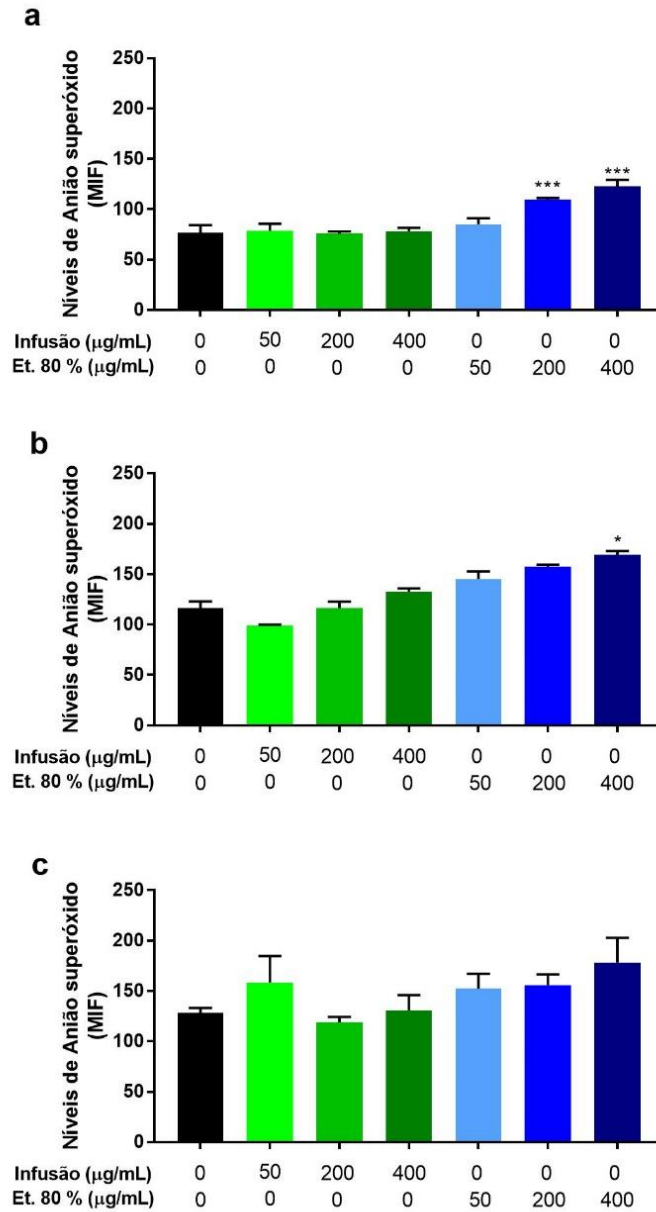 a
Níveis de Anião superóxido
(MIF)
250
200
150
100
50
0
*** ***
Infusão (μg/mL) 0 50 200 400 0 0 0
Et. 80 % (μg/mL) 0 0 0 0 50 200 400
b
Níveis de Anião superóxido
(MIF)
250
200
150
100
50
0
*
Infusão (μg/mL) 0 50 200 400 0 0 0
Et. 80 % (μg/mL) 0 0 0 0 50 200 400
c
Níveis de Anião superóxido
(MIF)
250
200
150
100
50
0
Infusão (μg/mL) 0 50 200 400 0 0 0
Et. 80 % (μg/mL) 0 0 0 0 50 200 400